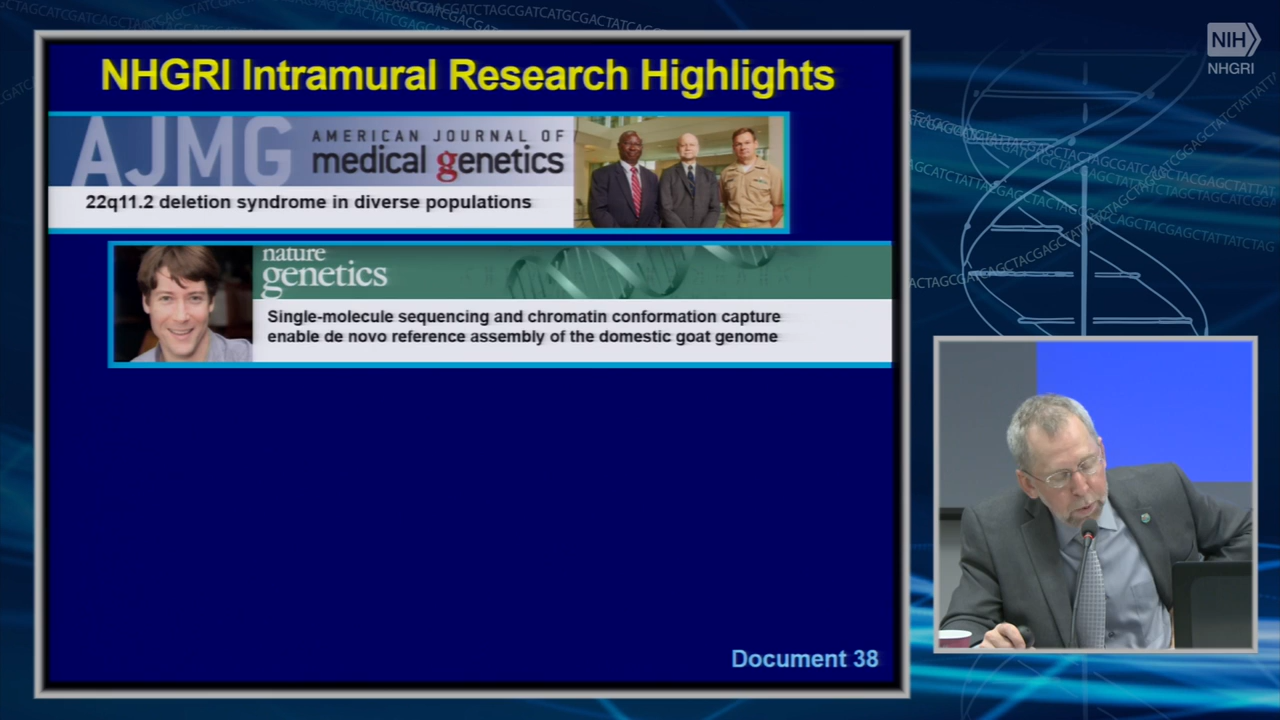 NIH
NHGRI
NHGRI Intramural Research Highlights
AJMG
AMERICAN JOURNAL OF
medical genetics
22q11.2 deletion syndrome in diverse populations
nature
genetics
Single-molecule sequencing and chromatin conformation capture
enable de novo reference assembly of the domestic goat genome
Document 38